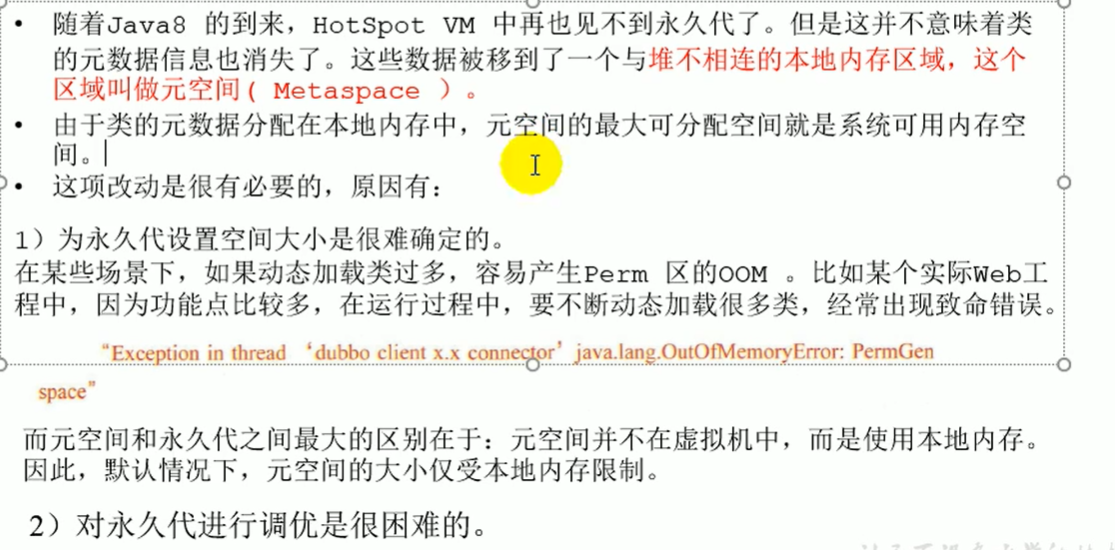 • 随着Java8 的到来，HotSpot VM 中再也见不到永久代了。但是这并不意味着类
的元数据信息也消失了。这些数据被移到了一个与堆不相连的本地内存区域，这个
区域叫做元空间( Metaspace )。
• 由于类的元数据分配在本地内存中，元空间的最大可分配空间就是系统可用内存空
间。
• 这项改动是很有必要的，原因有：
1）为永久代设置空间大小是很难确定的。
在某些场景下，如果动态加载类过多，容易产生Perm 区的OOM 。比如某个实际Web工
程中，因为功能点比较多，在运行过程中，要不断动态加载很多类，经常出现致命错误。
“Exception in thread ‘dubbo client x.x connector’ java.lang.OutOfMemoryError: PermGen
space”
而元空间和永久代之间最大的区别在于：元空间并不在虚拟机中，而是使用本地内存。
因此，默认情况下，元空间的大小仅受本地内存限制。
2）对永久代进行调优是很困难的。